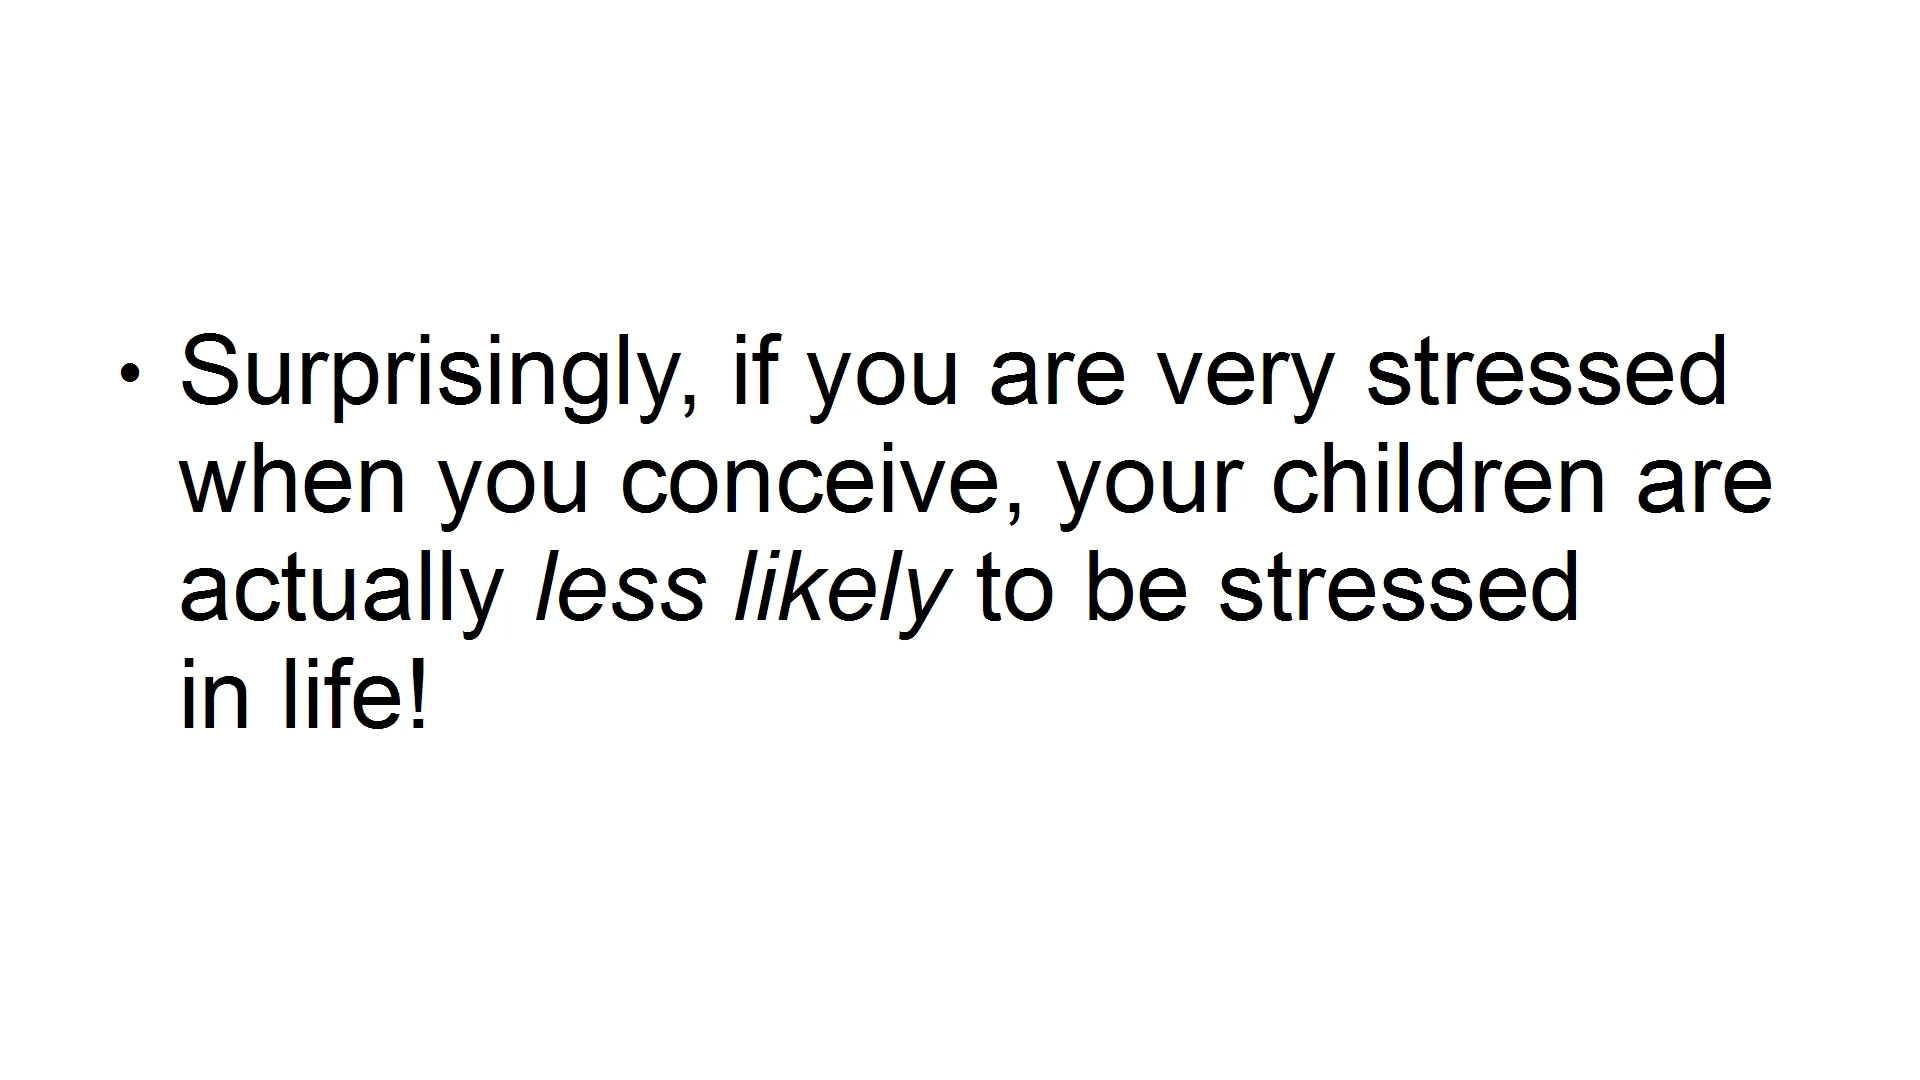 • Surprisingly, if you are very stressed
when you conceive, your children are
actually less likely to be stressed
in life!